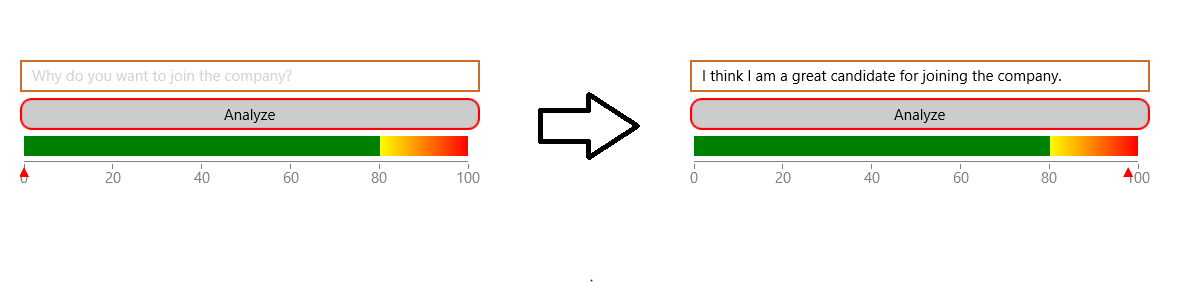 Why do you want to join the company?
Analyze
0 20 40 60 80 100
I think I am a great candidate for joining the company.
Analyze
0 20 40 60 80 100